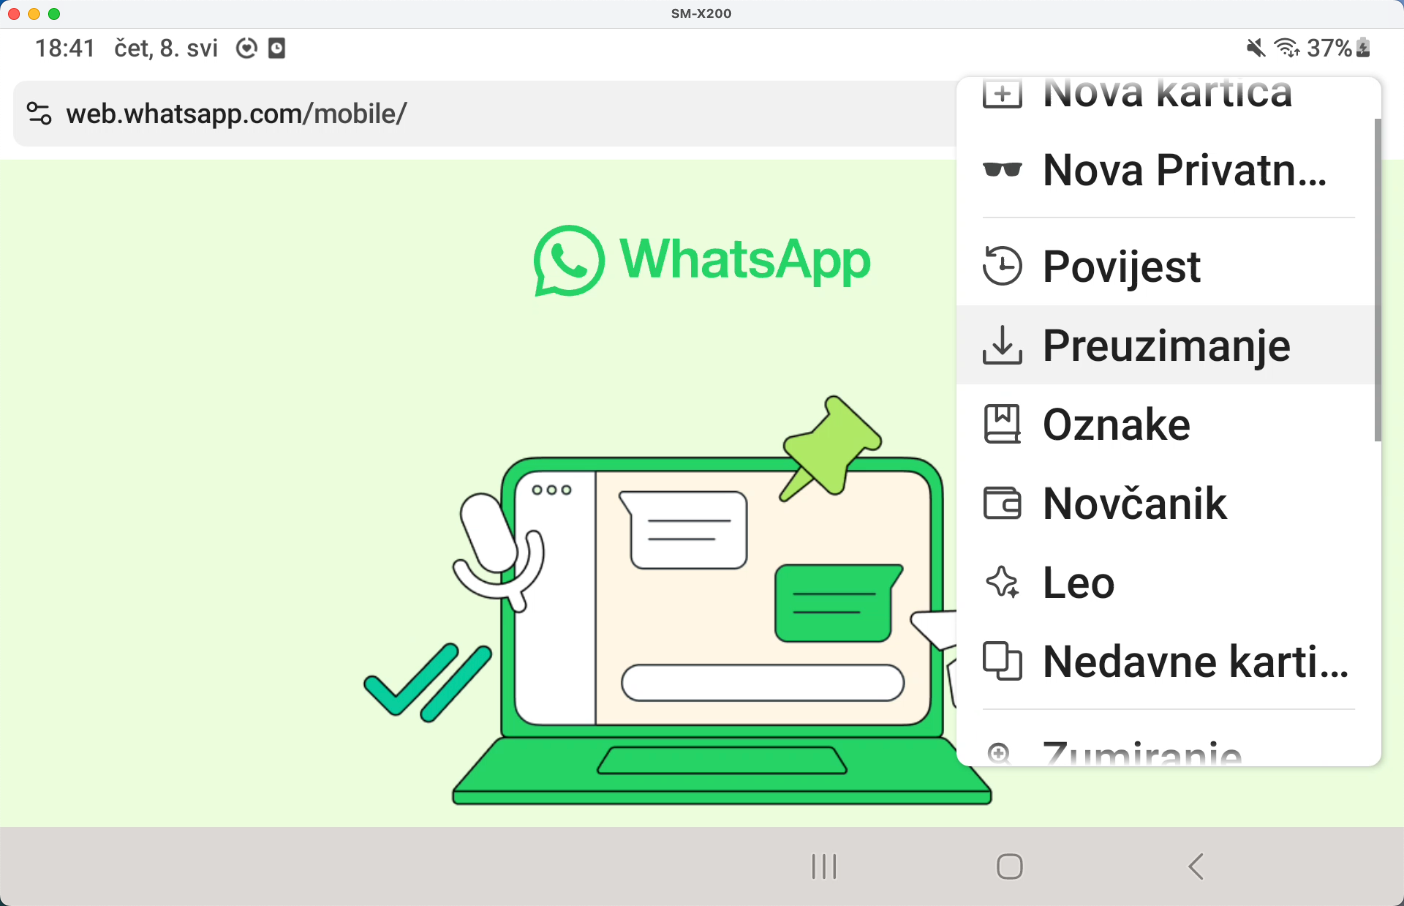 SM-X200
18:41 čet, 8. svi
37%
web.whatsapp.com/mobile/
WhatsApp
Nova kartica
Nova Privatn...
Povijest
Preuzimanje
Oznake
Novčanik
Leo
Nedavne karti...
Zumiranje